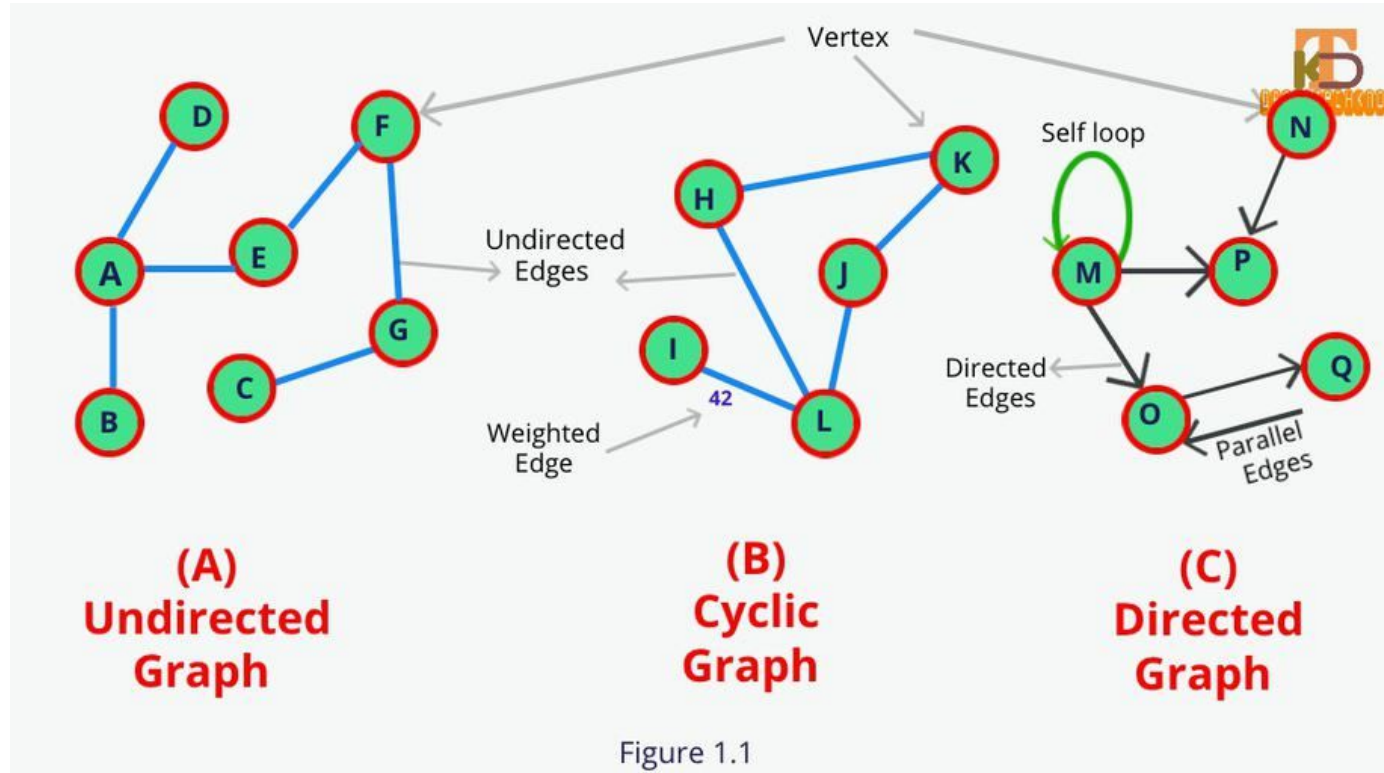 Vertex
D
F
K
T
D
N
Self loop
K
H
Undirected
Edges
E
A
J
M
P
G
I
C
Directed
Edges
Q
42
B
L
O
Weighted
Edge
Parallel
Edges
(A)
Undirected
Graph
(B)
Cyclic
Graph
(C)
Directed
Graph
Figure 1.1